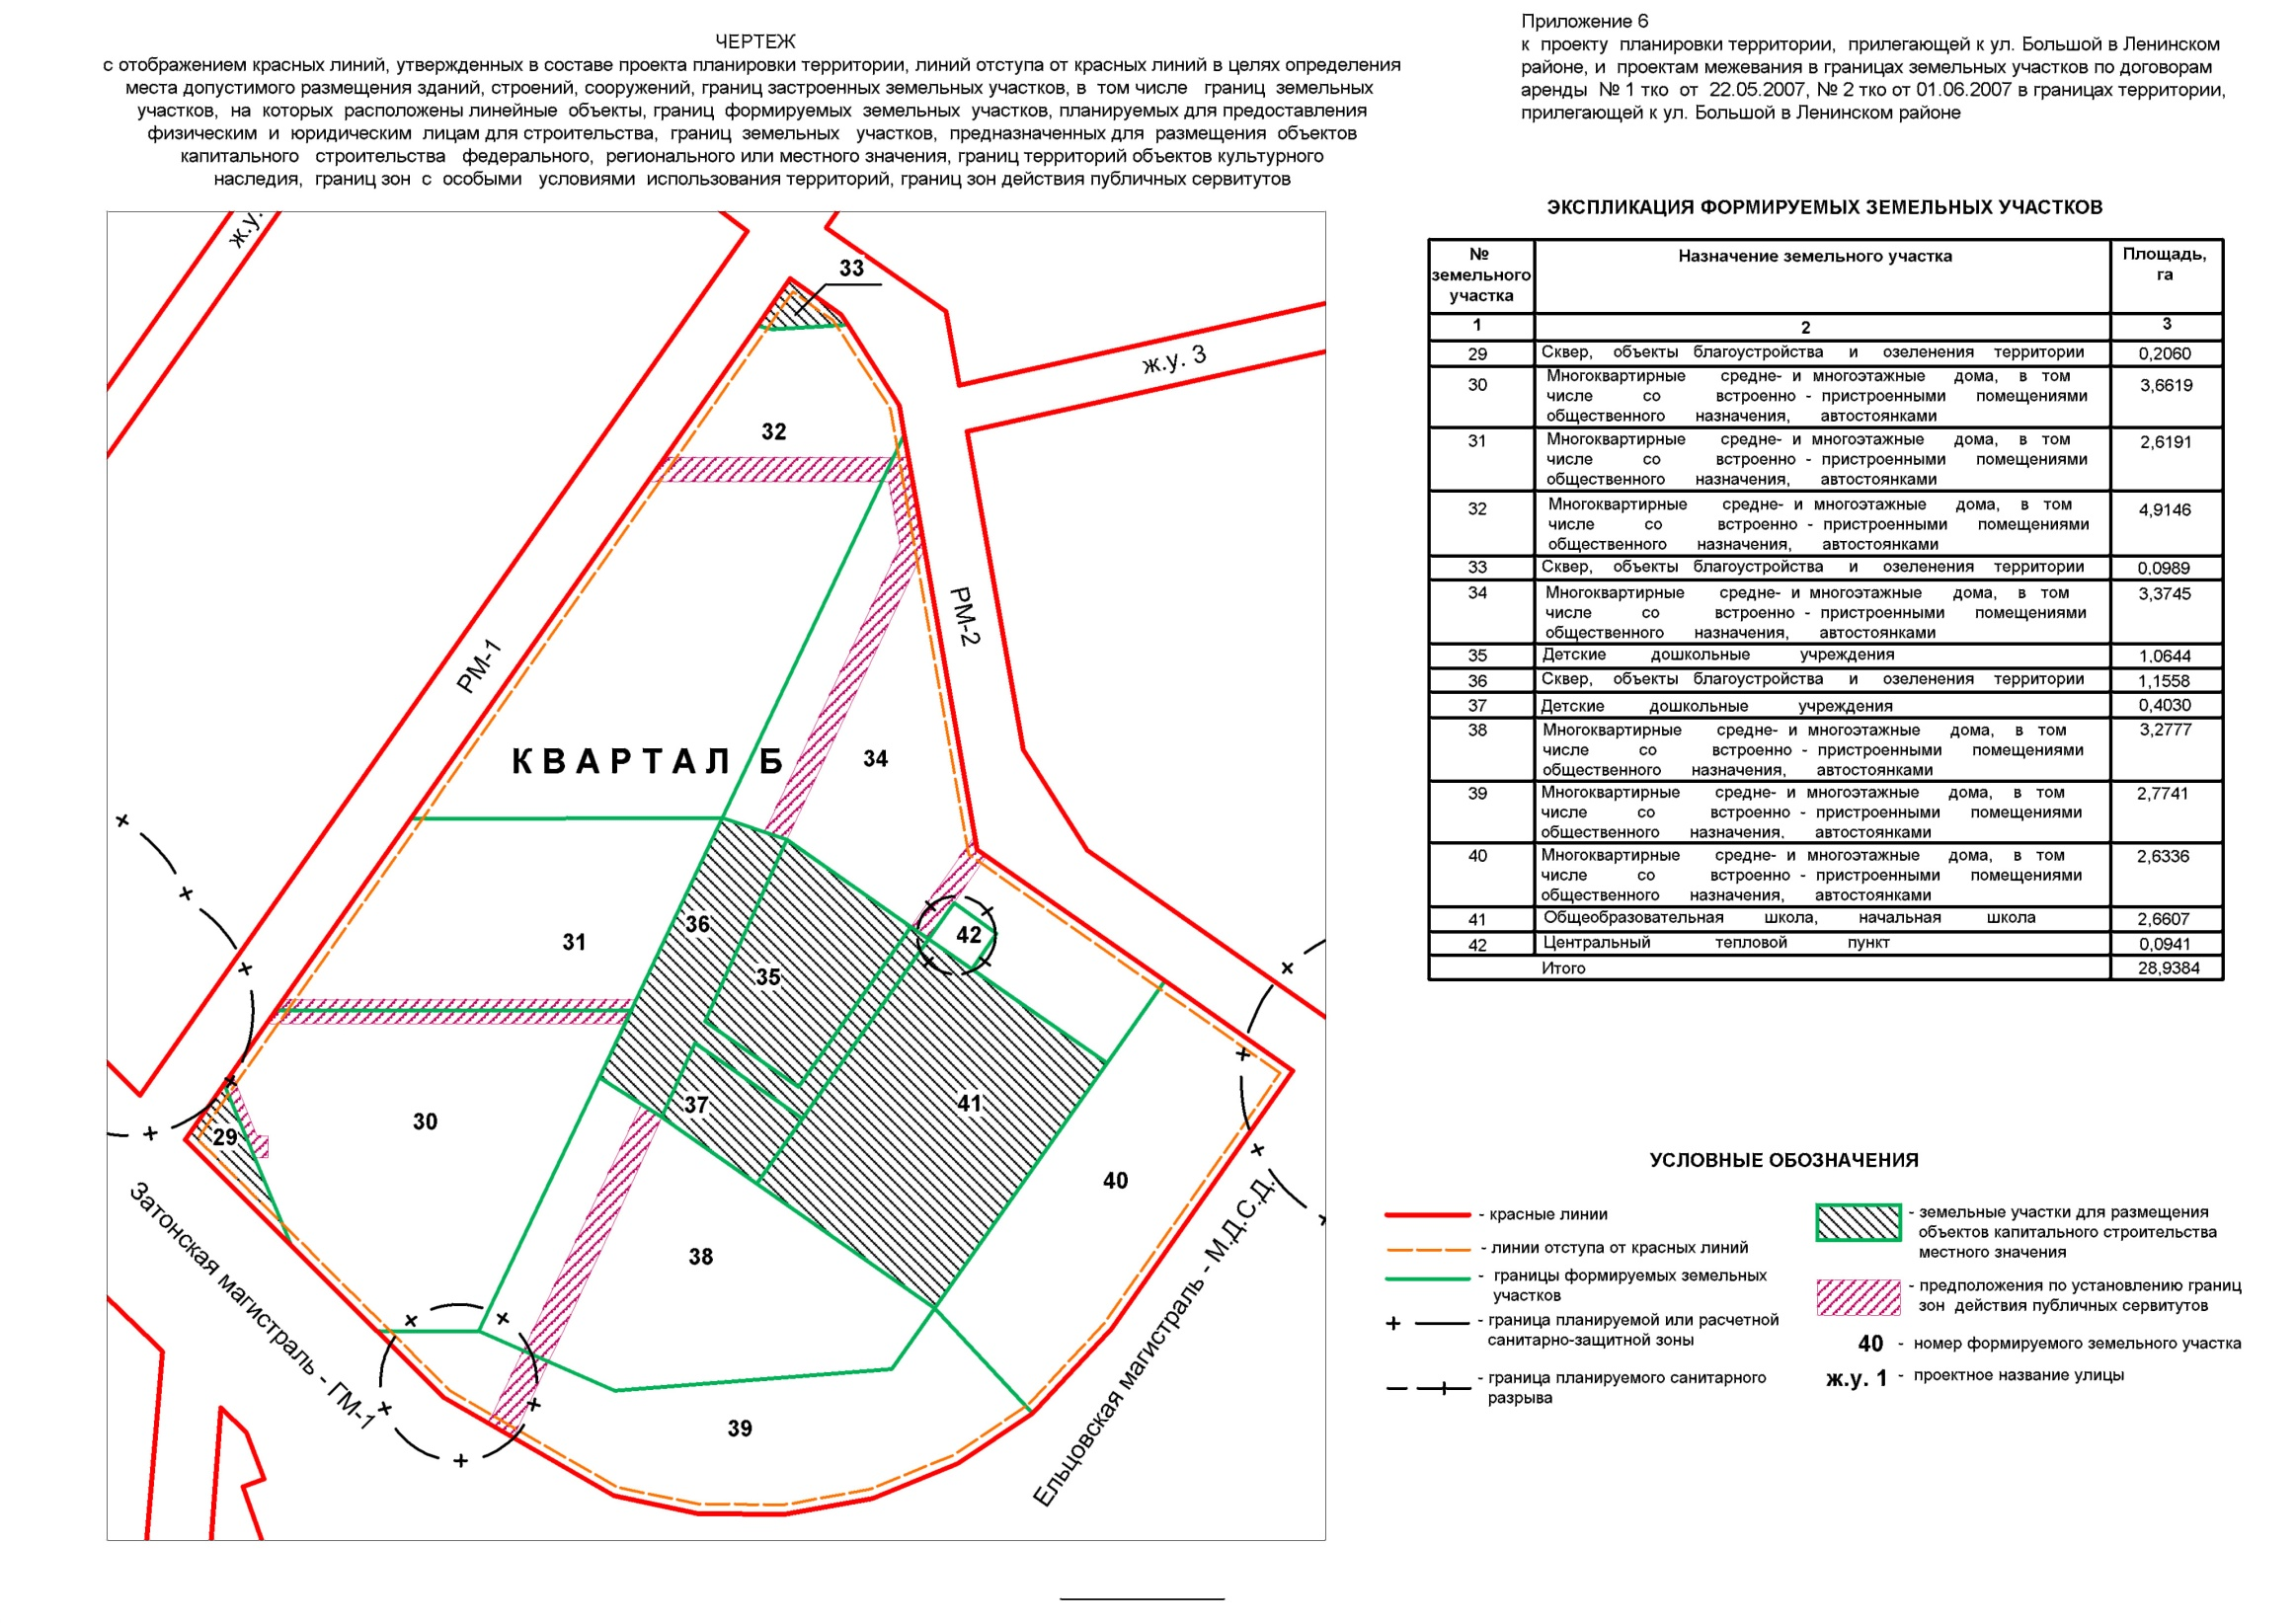 Приложение 6
к проекту планировки территории, прилегающей к ул. Большой в Ленинском
районе, и проектам межевания в границах земельных участков по договорам
аренды № 1 тко от 22.05.2007, № 2 тко от 01.06.2007 в границах территории,
прилегающей к ул. Большой в Ленинском районе
ЧЕРТЕЖ
с отображением красных линий, утвержденных в составе проекта планировки территории, линий отступа от красных линий в целях определения
места допустимого размещения зданий, строений, сооружений, границ застроенных земельных участков, в том числе границ земельных
участков, на которых расположены линейные объекты, границ формируемых земельных участков, планируемых для предоставления
физическим и юридическим лицам для строительства, границ земельных участков, предназначенных для размещения объектов
капитального строительства федерального, регионального или местного значения, границ территорий объектов культурного
наследия, границ зон с особыми условиями использования территорий, границ зон действия публичных сервитутов
ж.у.
33
ж.у. 3
32
РМ-1
РМ-2
КВАРТАЛ Б
34
31
36
35
42
30
37
41
29
40
38
39
Затонская магистраль - ГМ-1
Ельцовская магистраль - М.Д.С.Д.
ЭКСПЛИКАЦИЯ ФОРМИРУЕМЫХ ЗЕМЕЛЬНЫХ УЧАСТКОВ
№ земельного участка Назначение земельного участка Площадь, га
1 2 3
29 Сквер, объекты благоустройства и озеленения территории 0,2060
30 Многоквартирные средне- и многоэтажные дома, в том 3,6619
числе со встроенно - пристроенными помещениями
общественного назначения, автостоянками
31 Многоквартирные средне- и многоэтажные дома, в том 2,6191
числе со встроенно - пристроенными помещениями
общественного назначения, автостоянками
32 Многоквартирные средне- и многоэтажные дома, в том 4,9146
числе со встроенно - пристроенными помещениями
общественного назначения, автостоянками
33 Сквер, объекты благоустройства и озеленения территории 0.0989
34 Многоквартирные средне- и многоэтажные дома, в том 3,3745
числе со встроенно - пристроенными помещениями
общественного назначения, автостоянками
35 Детские дошкольные учреждения 1.0644
36 Сквер, объекты благоустройства и озеленения территории 1,1558
37 Детские дошкольные учреждения 0,4030
38 Многоквартирные средне- и многоэтажные дома, в том 3,2777
числе со встроенно - пристроенными помещениями
общественного назначения, автостоянками
39 Многоквартирные средне- и многоэтажные дома, в том 2,7741
числе со встроенно - пристроенными помещениями
общественного назначения, автостоянками
40 Многоквартирные средне- и многоэтажные дома, в том 2,6336
числе со встроенно - пристроенными помещениями
общественного назначения, автостоянками
41 Общеобразовательная школа, начальная школа 2,6607
42 Центральный тепловой пункт 0,0941
Итого 28,9384
УСЛОВНЫЕ ОБОЗНАЧЕНИЯ
- красные линии
- линии отступа от красных линий
- границы формируемых земельных
участков
- граница планируемой или расчетной
санитарно-защитной зоны
- граница планируемого санитарного
разрыва
- земельные участки для размещения
объектов капитального строительства
местного значения
- предположения по установлению границ
зон действия публичных сервитутов
40 - номер формируемого земельного участка
ж.у. 1 - проектное название улицы